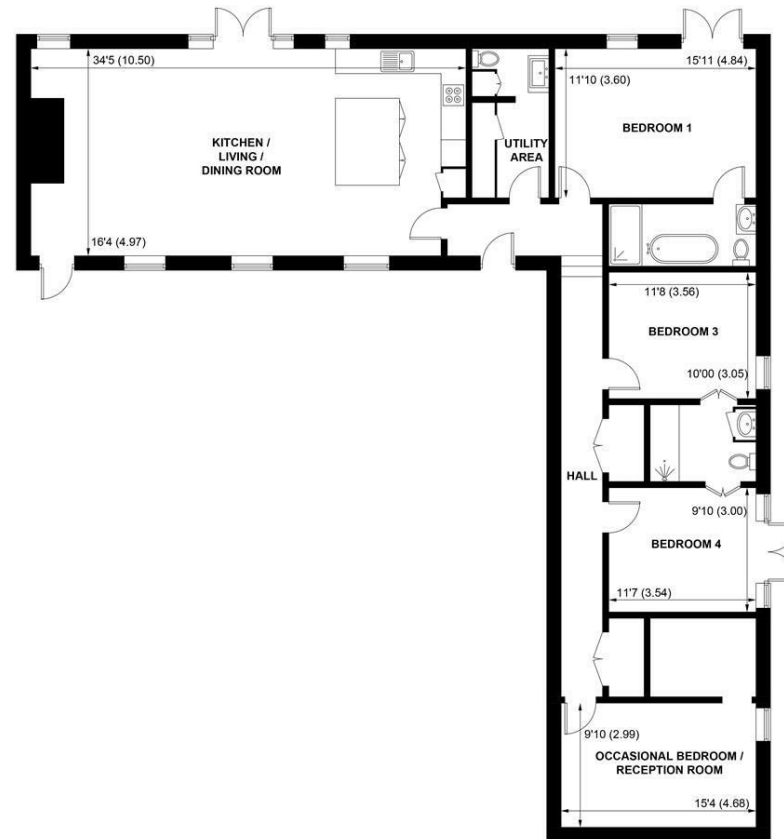 34'5 (10.50)
KITCHEN /
LIVING /
DINING ROOM
16'4 (4.97)
UTILITY
AREA
15'11 (4.84)
11'10 (3.60)
BEDROOM 1
11'8 (3.56)
BEDROOM 3
10'00 (3.05)
HALL
9'10 (3.00)
BEDROOM 4
11'7 (3.54)
9'10 (2.99)
OCCASIONAL BEDROOM /
RECEPTION ROOM
15'4 (4.68)